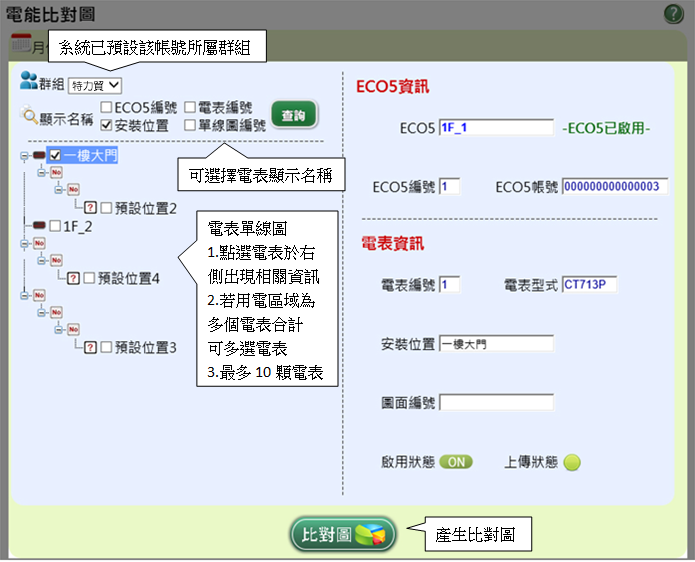 電能比對圖
?
月
系統已預設該帳號所屬群組
群組 特力質
顯示名稱 ECO5編號 電表編號
安裝位置 單線圖編號
查詢
可選擇電表顯示名稱
一樓大門
No
No
? 預設位置2
1F_2
No
No
? 預設位置4
No
No
No
? 預設位置3
電表單線圖
1.點選電表於右
側出現相關資訊
2.若用電區域為
多個電表合計
可多選電表
3.最多 10 顆電表
ECO5資訊
ECO5 1F_1 -ECO5已啟用-
ECO5編號 1 ECO5帳號 000000000000003
電表資訊
電表編號 1 電表型式 CT713P
安裝位置 一樓大門
圖面編號
啟用狀態 ON 上傳狀態
比對圖
產生比對圖